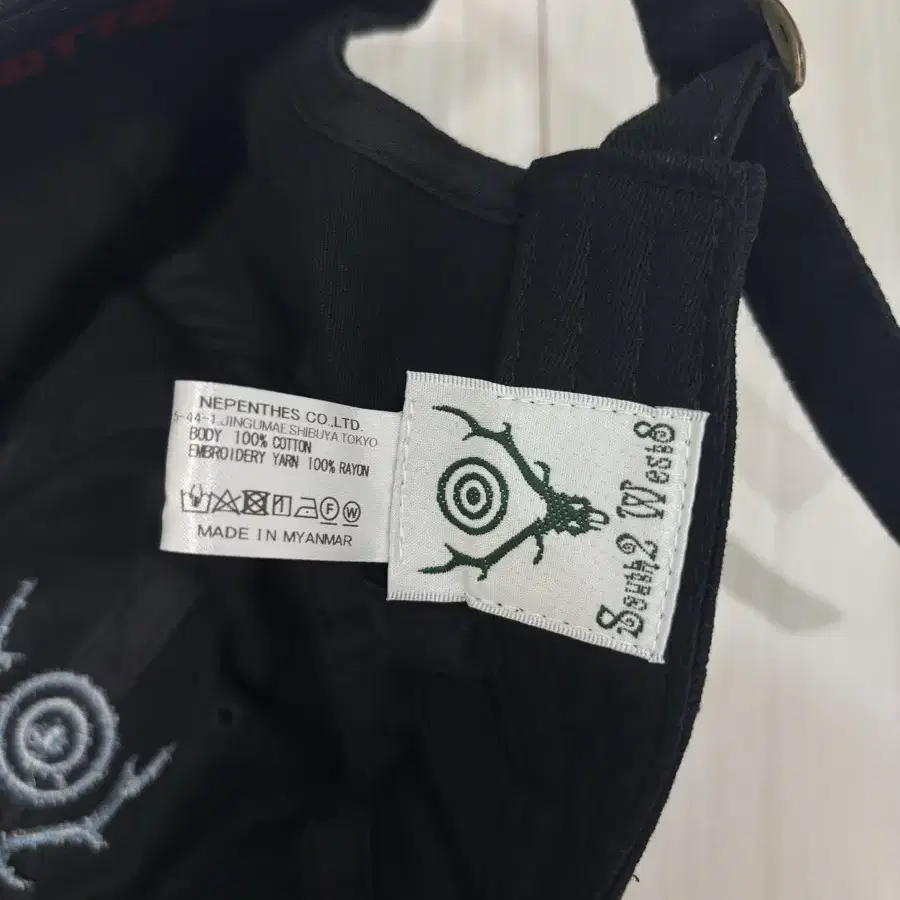 NEPENTHES CO.,LTD.
5-44-1,JINGUMAE SHIBUYA TOKYO
BODY 100% COTTON
EMBROIDERY YARN 100% RAYON
F W
MADE IN MYANMAR
South2 West8